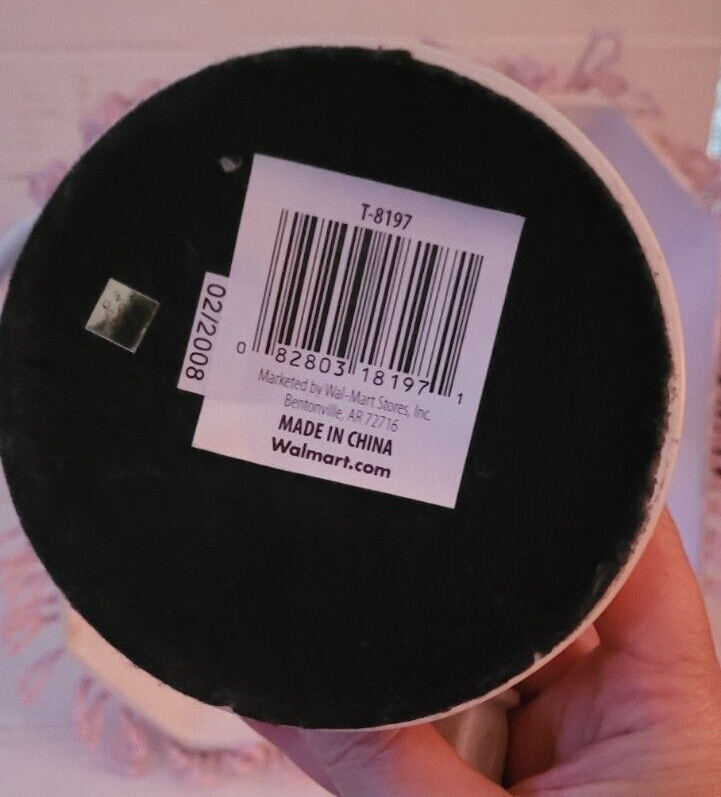 T-8197
0 82803 18197 1
Marketed by Wal-Mart Stores, Inc.
Bentonville, AR 72716
MADE IN CHINA
Walmart.com
02/2008